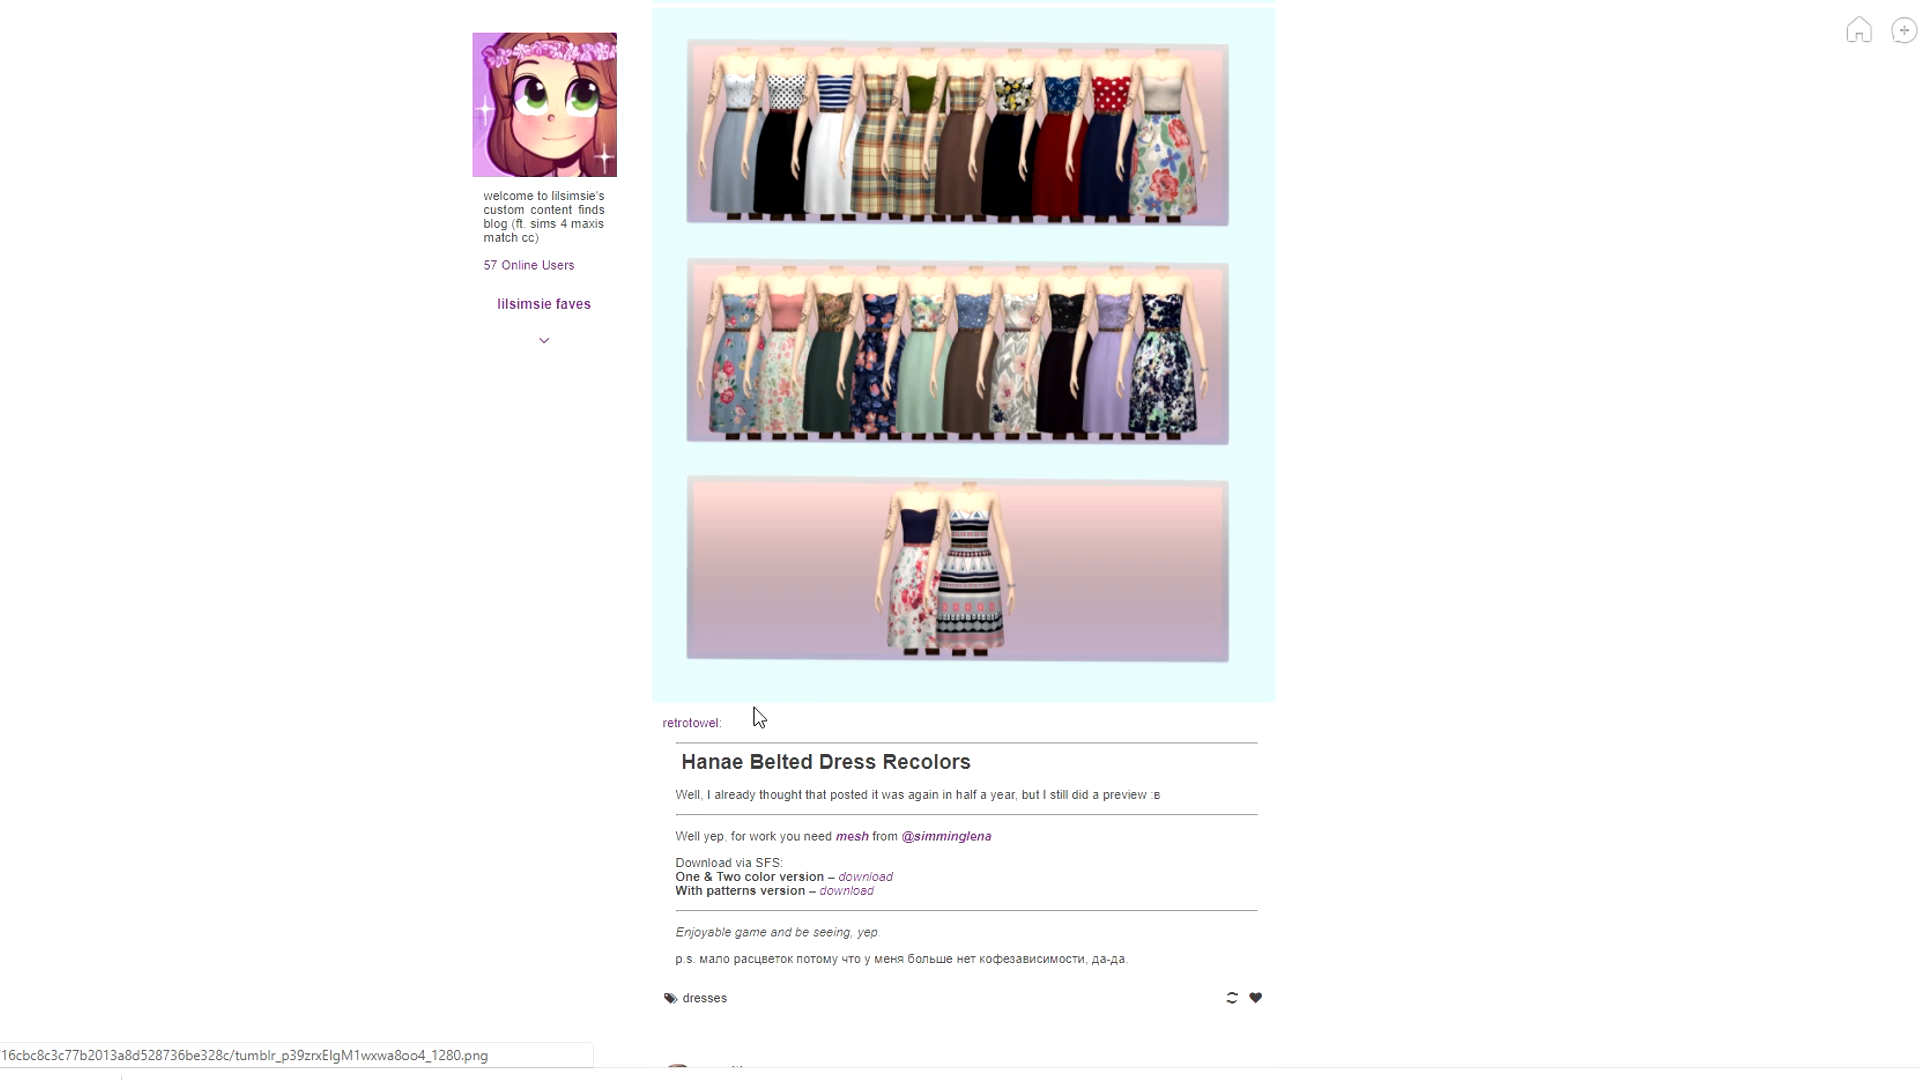 welcome to lilsimsie's
custom content finds
blog (ft. sims 4 maxis
match cc)
57 Online Users
lilsimsie faves
retrotowel:
Hanae Belted Dress Recolors
Well, I already thought that posted it was again in half a year, but I still did a preview :в
Well yep, for work you need mesh from @simminglena
Download via SFS:
One & Two color version – download
With patterns version – download
Enjoyable game and be seeing, yep.
p.s. мало расцветок потому что у меня больше нет кофезависимости, да-да.
dresses
16cbc8c3c77b2013a8d528736be328c/tumblr_p39zrxEIgM1wxwa8oo4_1280.png